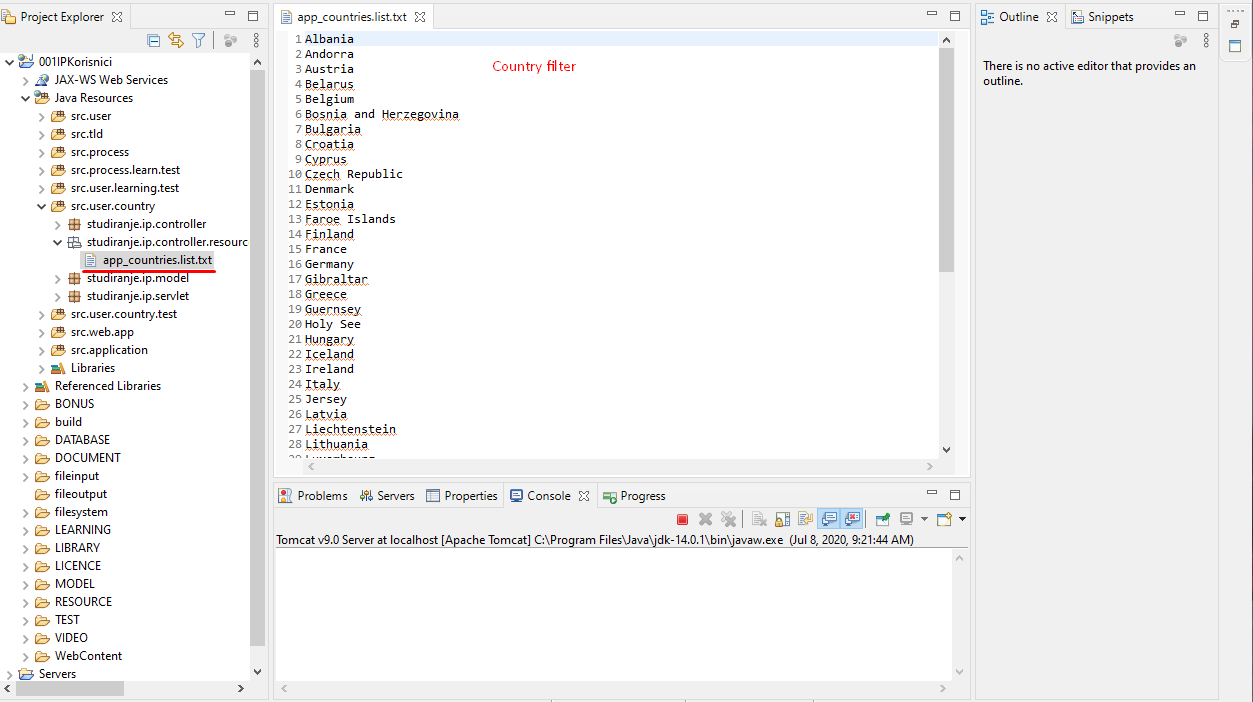 Project Explorer
001IPKorisnici
JAX-WS Web Services
Java Resources
src.user
src.tld
src.process
src.process.learn.test
src.user.learning.test
src.user.country
studiranje.ip.controller
studiranje.ip.controller.resourc
app_countries.list.txt
studiranje.ip.model
studiranje.ip.servlet
src.user.country.test
src.web.app
src.application
Libraries
Referenced Libraries
BONUS
build
DATABASE
DOCUMENT
fileinput
fileoutput
filesystem
LEARNING
LIBRARY
LICENCE
MODEL
RESOURCE
TEST
VIDEO
WebContent
Servers
app_countries.list.txt
1 Albania
2 Andorra
3 Austria
4 Belarus
5 Belgium
6 Bosnia and Herzegovina
7 Bulgaria
8 Croatia
9 Cyprus
10 Czech Republic
11 Denmark
12 Estonia
13 Faroe Islands
14 Finland
15 France
16 Germany
17 Gibraltar
18 Greece
19 Guernsey
20 Holy See
21 Hungary
22 Iceland
23 Ireland
24 Italy
25 Jersey
26 Latvia
27 Liechtenstein
28 Lithuania
29 Luxembourg
Country filter
Problems Servers Properties Console Progress
Tomcat v9.0 Server at localhost [Apache Tomcat] C:\Program Files\Java\jdk-14.0.1\bin\javaw.exe (Jul 8, 2020, 9:21:44 AM)
Outline Snippets
There is no active editor that provides an
outline.